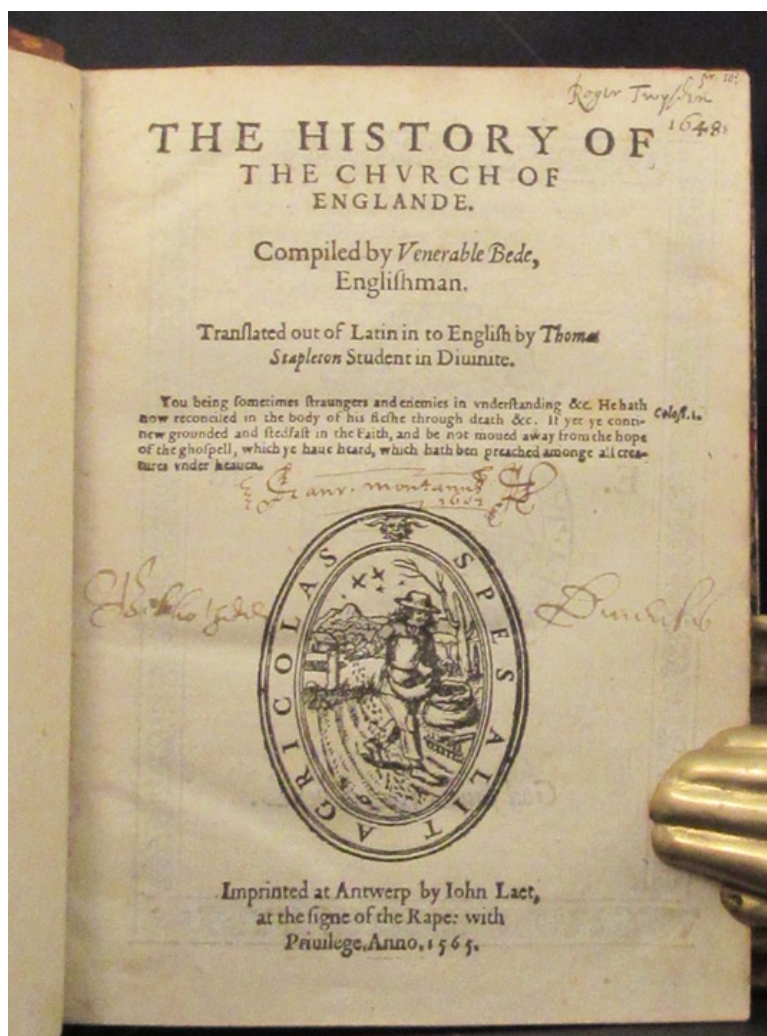 Roger Twysden
1648
THE HISTORY OF
THE CHVRCH OF
ENGLANDE.
Compiled by Venerable Bede,
Engliſhman.
Tranſlated out of Latin in to Engliſh by Thomas
Stapleton Student in Diuinite.
You being ſometimes ſtraungers and enemies in vnderſtanding &c. He hath
now reconciled in the body of his fleſhe through death &c. If yet ye conti-
new grounded and ſtedfaſt in the Faith, and be not moued away from the hope
of the ghoſpell, which ye haue heard, which hath ben preached amonge all crea-
tures vnder heauen.
Coloſſ. 1.
montanus
1603
SPES ALIT AGRICOLAS
Imprinted at Antwerp by Iohn Laet,
at the ſigne of the Rape: with
Priuilege. Anno. 1565.